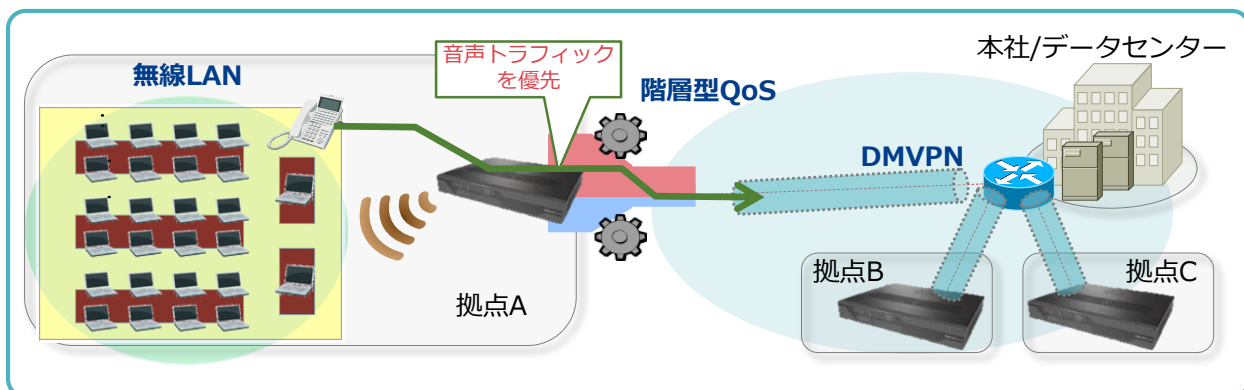 無線LAN
音声トラフィック
を優先
階層型QoS
本社/データセンター
DMVPN
拠点A
拠点B
拠点C